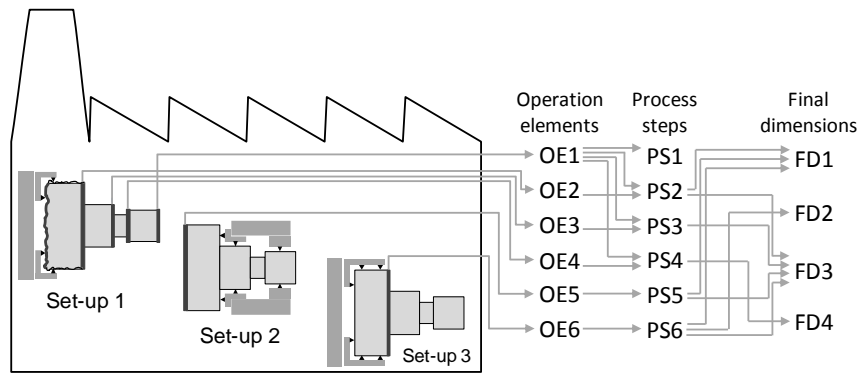 Operation Process Final
elements steps dimensions
OE1 PS1 FD1
OE2 PS2
OE3 PS3 FD2
OE4 PS4 FD3
OE5 PS5
OE6 PS6 FD4
Set-up 1
Set-up 2
Set-up 3